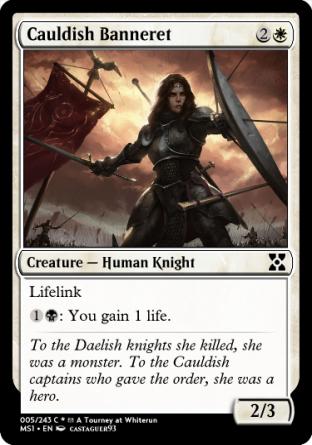 Cauldish Banneret 2
Creature — Human Knight
Lifelink
1: You gain 1 life.
To the Daelish knights she killed, she
was a monster. To the Cauldish
captains who gave the order, she was a
hero.
005/243 C * A Tourney at Whiterun
MS1 • EN CASTAGUER93
2/3